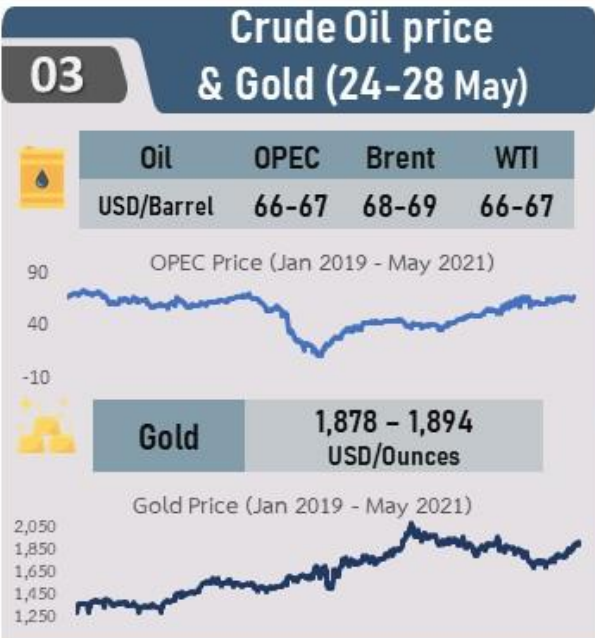 03
Crude Oil price
& Gold (24-28 May)
Oil OPEC Brent WTI
USD/Barrel 66-67 68-69 66-67
OPEC Price (Jan 2019 - May 2021)
90
40
-10
Gold
1,878 – 1,894
USD/Ounces
Gold Price (Jan 2019 - May 2021)
2,050
1,850
1,650
1,450
1,250